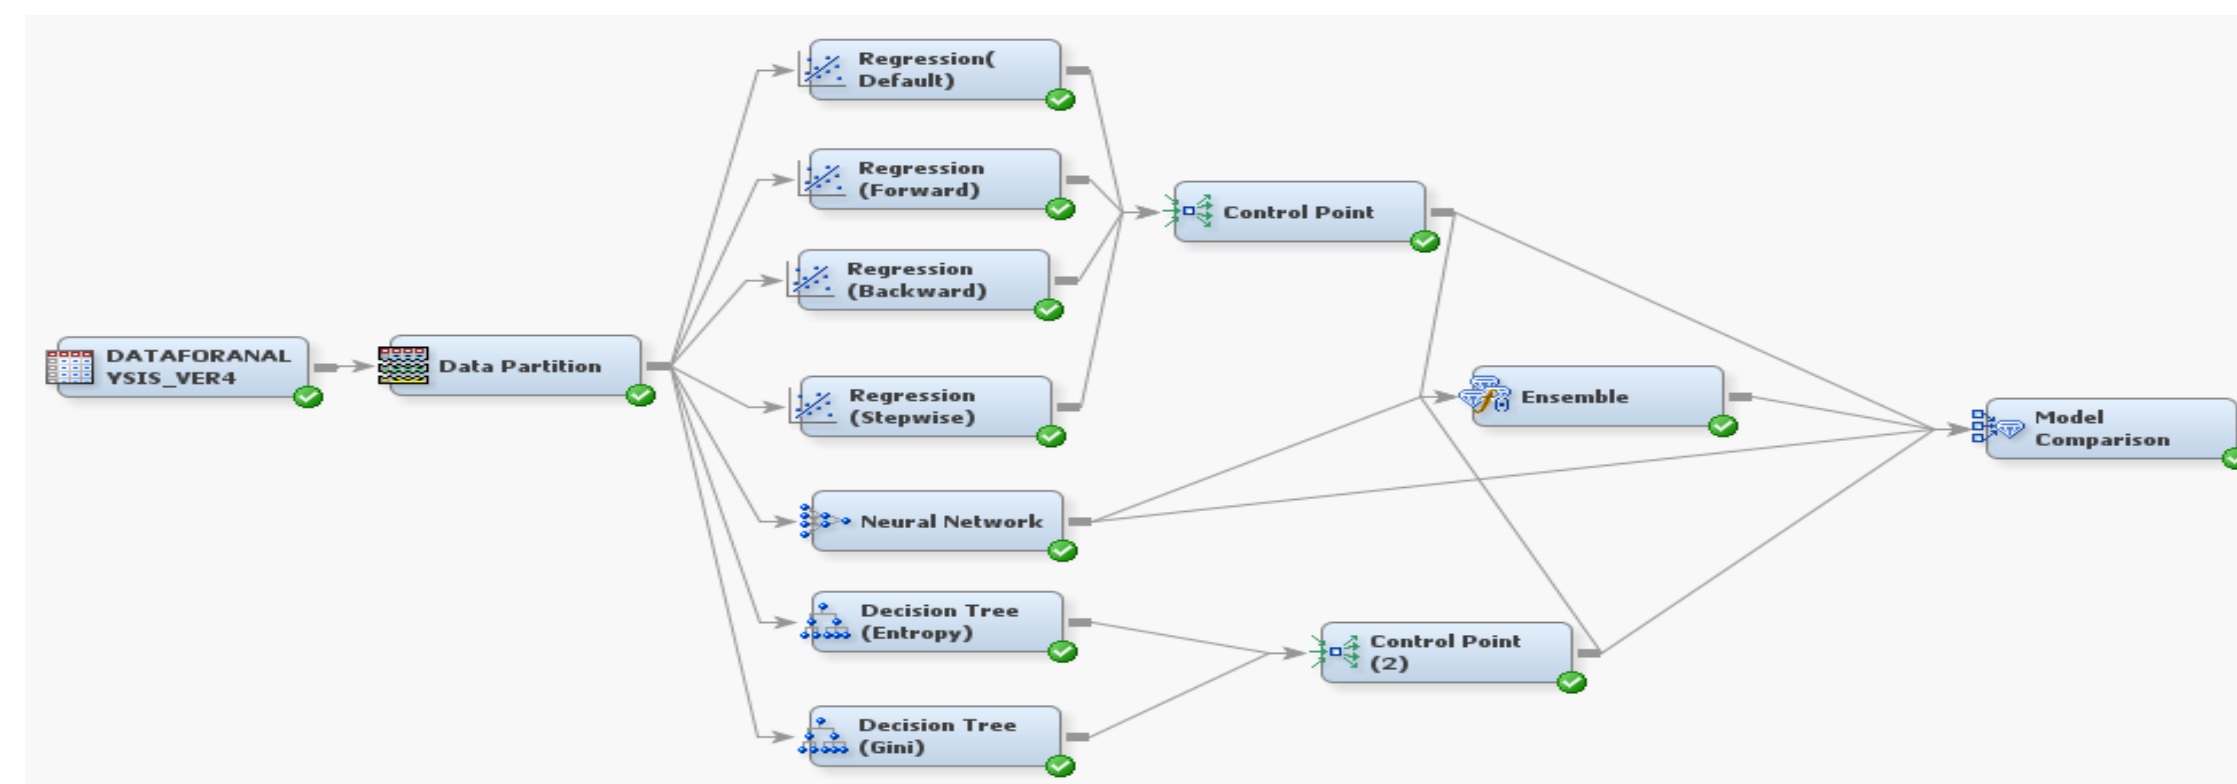 Regression(
Default)
Regression
(Forward)
Control Point
Regression
(Backward)
DATAFORANAL
YSIS_VER4
Data Partition
Regression
(Stepwise)
Ensemble
Model
Comparison
Neural Network
Decision Tree
(Entropy)
Control Point
(2)
Decision Tree
(Gini)